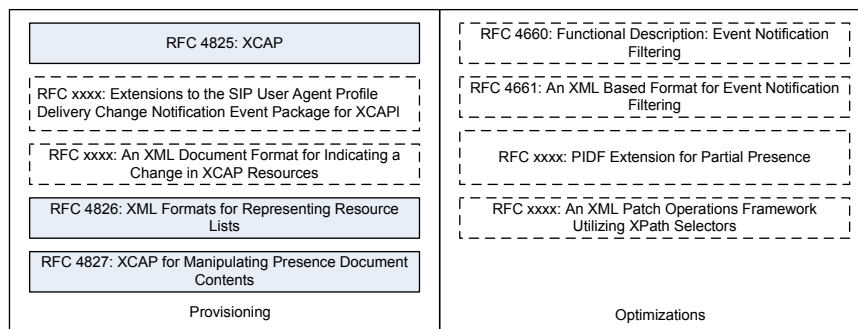 RFC 4825: XCAP
RFC xxxx: Extensions to the SIP User Agent Profile
Delivery Change Notification Event Package for XCAPI
RFC xxxx: An XML Document Format for Indicating a
Change in XCAP Resources
RFC 4826: XML Formats for Representing Resource
Lists
RFC 4827: XCAP for Manipulating Presence Document
Contents
Provisioning
RFC 4660: Functional Description: Event Notification
Filtering
RFC 4661: An XML Based Format for Event Notification
Filtering
RFC xxxx: PIDF Extension for Partial Presence
RFC xxxx: An XML Patch Operations Framework
Utilizing XPath Selectors
Optimizations